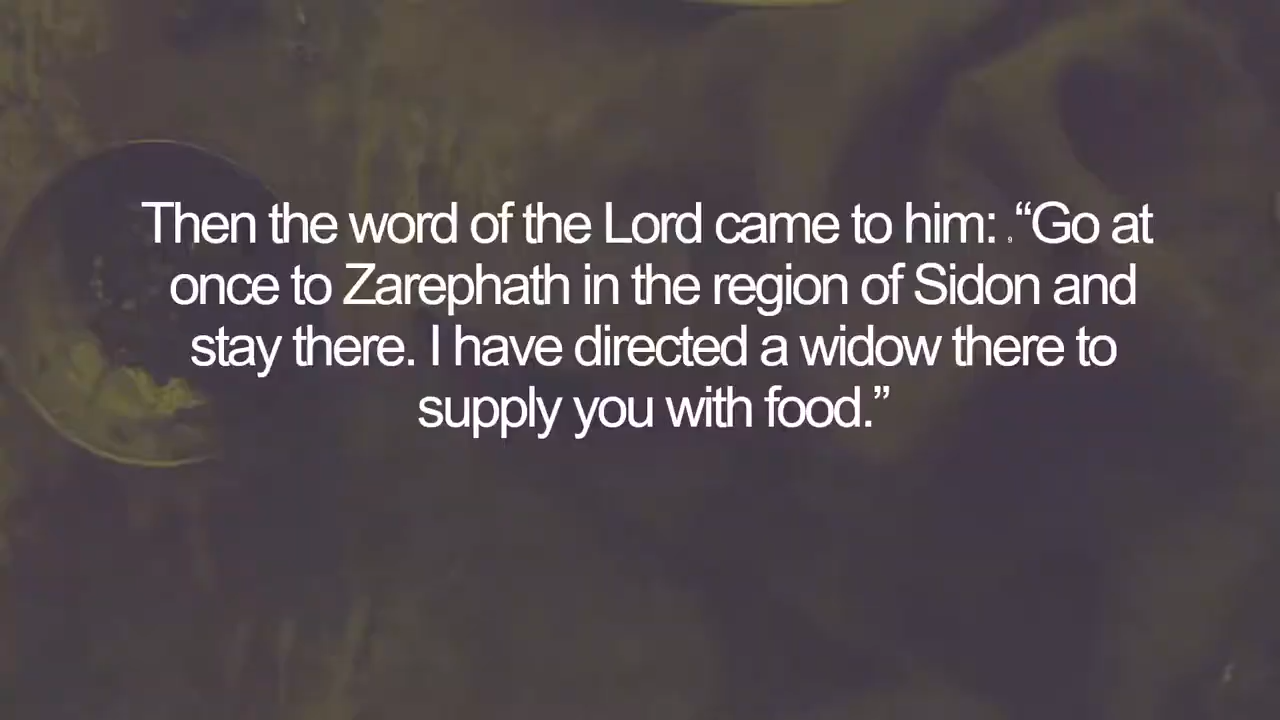 Then the word of the Lord came to him: “Go at
once to Zarephath in the region of Sidon and
stay there. I have directed a widow there to
supply you with food.”